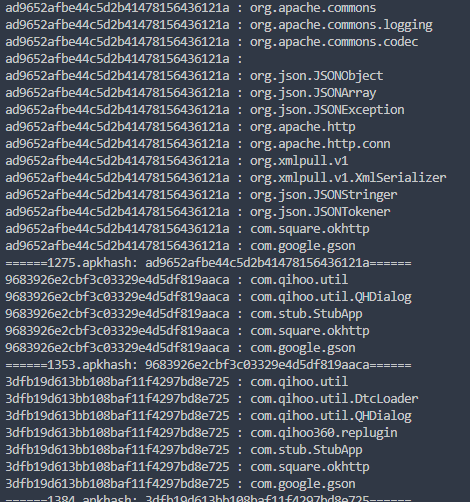 ad9652afbe44c5d2b41478156436121a : org.apache.commons
ad9652afbe44c5d2b41478156436121a : org.apache.commons.logging
ad9652afbe44c5d2b41478156436121a : org.apache.commons.codec
ad9652afbe44c5d2b41478156436121a :
ad9652afbe44c5d2b41478156436121a : org.json.JSONObject
ad9652afbe44c5d2b41478156436121a : org.json.JSONArray
ad9652afbe44c5d2b41478156436121a : org.json.JSONException
ad9652afbe44c5d2b41478156436121a : org.apache.http
ad9652afbe44c5d2b41478156436121a : org.apache.http.conn
ad9652afbe44c5d2b41478156436121a : org.xmlpull.v1
ad9652afbe44c5d2b41478156436121a : org.xmlpull.v1.XmlSerializer
ad9652afbe44c5d2b41478156436121a : org.json.JSONStringer
ad9652afbe44c5d2b41478156436121a : org.json.JSONTokener
ad9652afbe44c5d2b41478156436121a : com.square.okhttp
ad9652afbe44c5d2b41478156436121a : com.google.gson
======1275.apkhash: ad9652afbe44c5d2b41478156436121a======
9683926e2cbf3c03329e4d5df819aaca : com.qihoo.util
9683926e2cbf3c03329e4d5df819aaca : com.qihoo.util.QHDialog
9683926e2cbf3c03329e4d5df819aaca : com.stub.StubApp
9683926e2cbf3c03329e4d5df819aaca : com.square.okhttp
9683926e2cbf3c03329e4d5df819aaca : com.google.gson
======1353.apkhash: 9683926e2cbf3c03329e4d5df819aaca======
3dfb19d613bb108baf11f4297bd8e725 : com.qihoo.util
3dfb19d613bb108baf11f4297bd8e725 : com.qihoo.util.DtcLoader
3dfb19d613bb108baf11f4297bd8e725 : com.qihoo.util.QHDialog
3dfb19d613bb108baf11f4297bd8e725 : com.qihoo360.replugin
3dfb19d613bb108baf11f4297bd8e725 : com.stub.StubApp
3dfb19d613bb108baf11f4297bd8e725 : com.square.okhttp
3dfb19d613bb108baf11f4297bd8e725 : com.google.gson
======1384.apkhash: 3dfb19d613bb108baf11f4297bd8e725======